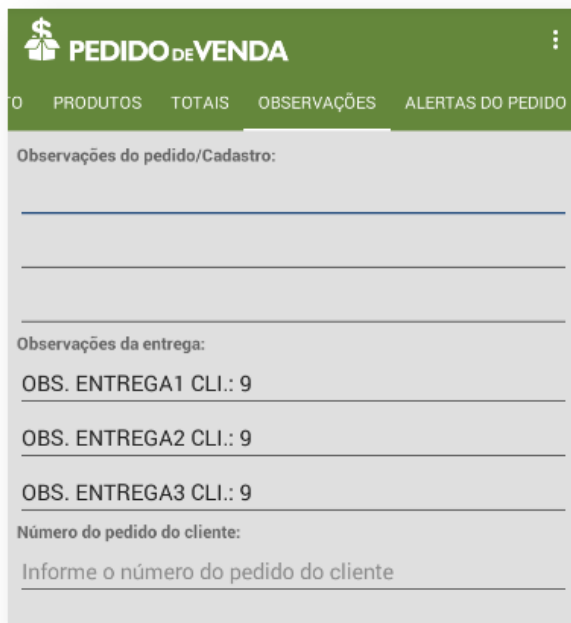 PEDIDO DE VENDA
TO PRODUTOS TOTAIS OBSERVAÇÕES ALERTAS DO PEDIDO
Observações do pedido/Cadastro:
Observações da entrega:
OBS. ENTREGA1 CLI.: 9
OBS. ENTREGA2 CLI.: 9
OBS. ENTREGA3 CLI.: 9
Número do pedido do cliente:
Informe o número do pedido do cliente